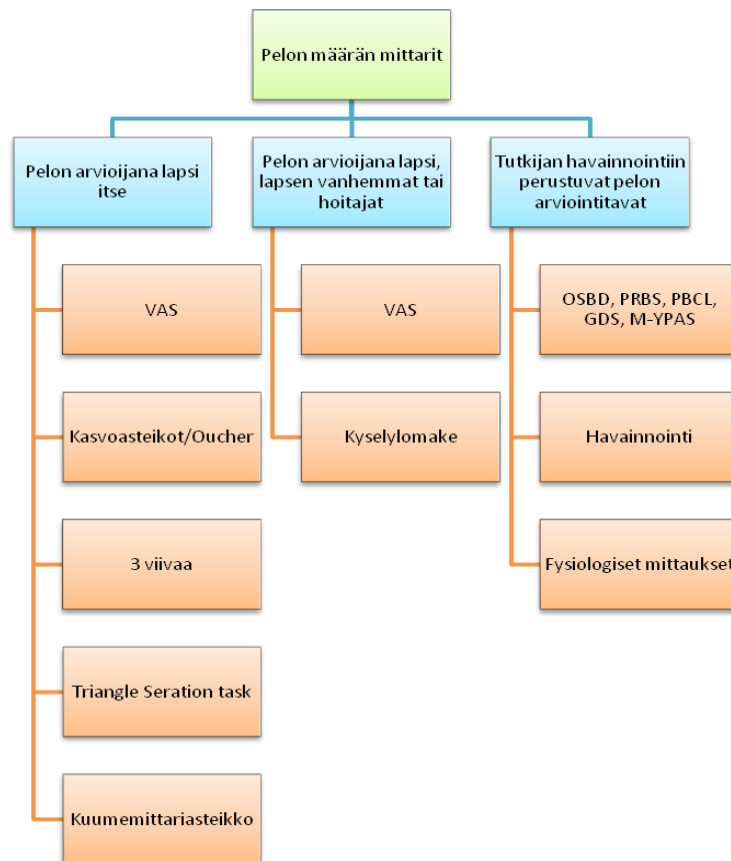 Pelon määrän mittarit
Pelon arvioijana lapsi
itse
Pelon arvioijana lapsi,
lapsen vanhemmat tai
hoitajat
Tutkijan havainnointiin
perustuvat pelon
arviointitavat
VAS
Kasvoasteikot/Oucher
3 viivaa
Triangle Seration task
Kuumemittariasteikko
VAS
Kyselylomake
OSBD, PRBS, PBCL,
GDS, M-YPAS
Havainnointi
Fysiologiset mittaukset